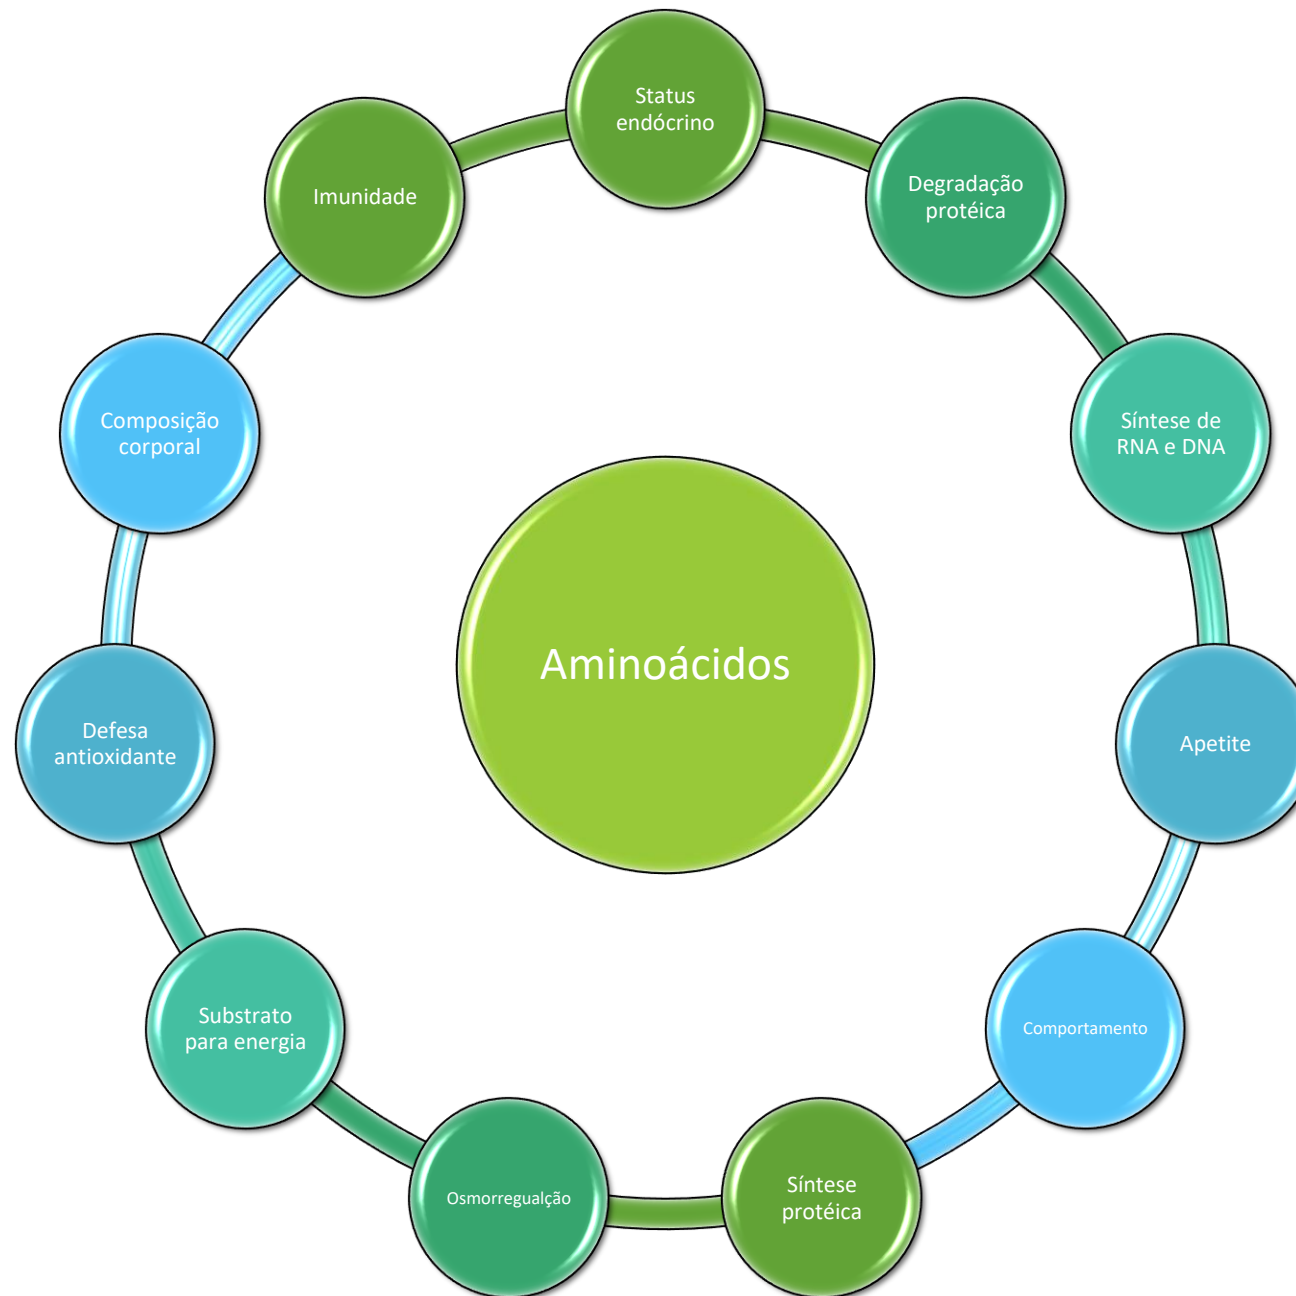 Status
endócrino
Degradação
protéica
Síntese de
RNA e DNA
Apetite
Comportamento
Síntese
protéica
Osmorregualção
Substrato
para energia
Defesa
antioxidante
Composição
corporal
Imunidade
Aminoácidos